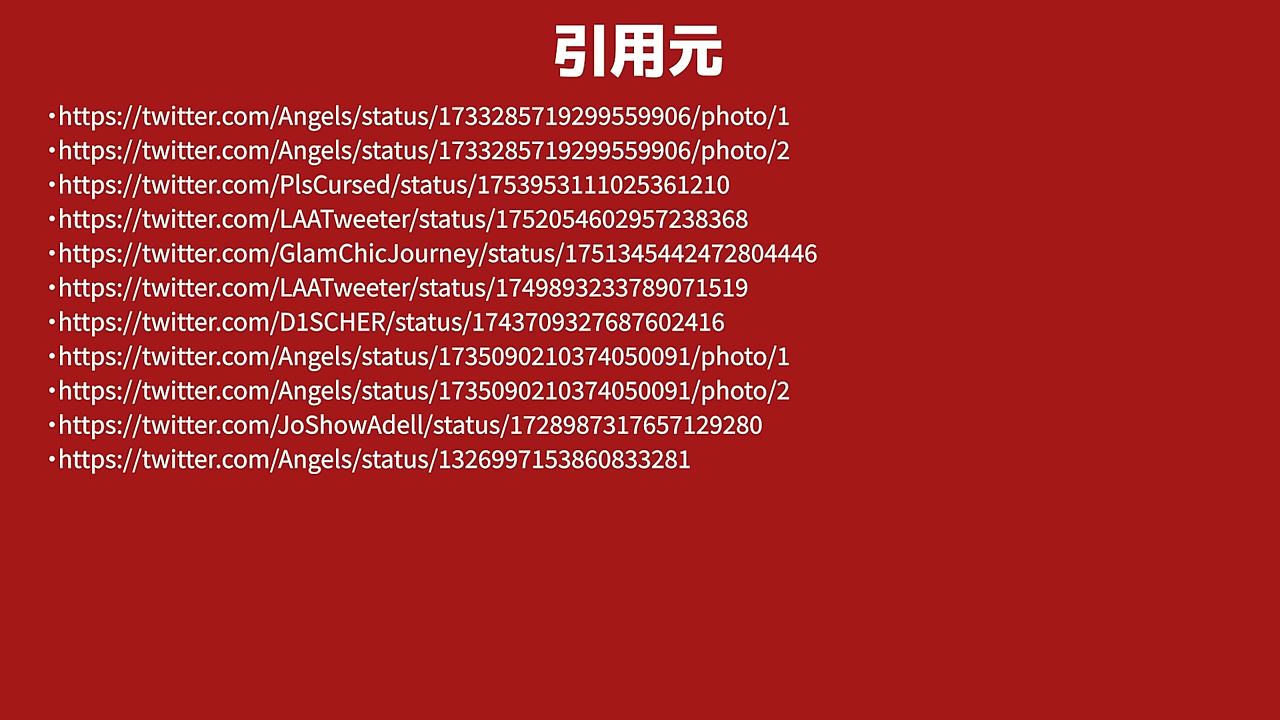 引用元
・https://twitter.com/Angels/status/1733285719299559906/photo/1
・https://twitter.com/Angels/status/1733285719299559906/photo/2
・https://twitter.com/PlsCursed/status/1753953111025361210
・https://twitter.com/LAATweeter/status/1752054602957238368
・https://twitter.com/GlamChicJourney/status/1751345442472804446
・https://twitter.com/LAATweeter/status/1749893233789071519
・https://twitter.com/D1SCHER/status/1743709327687602416
・https://twitter.com/Angels/status/1735090210374050091/photo/1
・https://twitter.com/Angels/status/1735090210374050091/photo/2
・https://twitter.com/JoShowAdell/status/1728987317657129280
・https://twitter.com/Angels/status/1326997153860833281